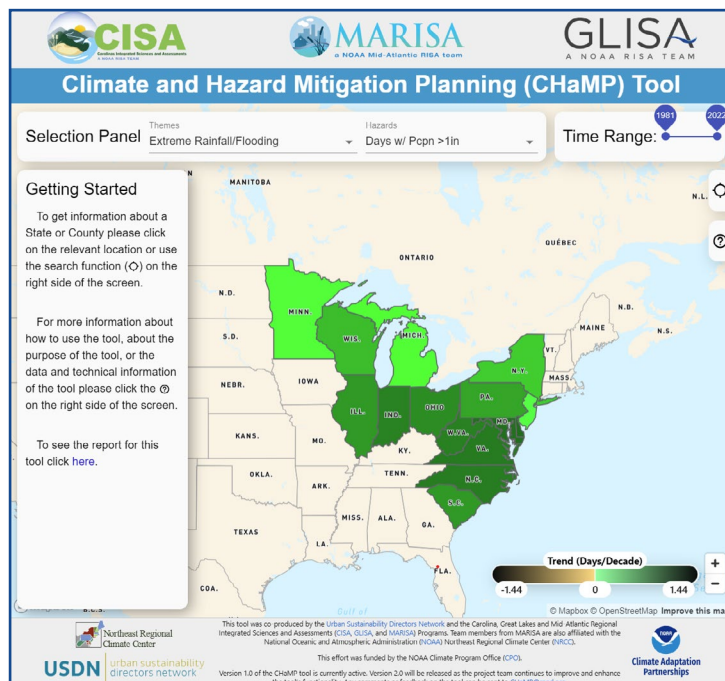 CISA
Carolinas Integrated Sciences and Assessments
A NOAA RISA TEAM
MARISA
a NOAA Mid-Atlantic RISA team
GLISA
A NOAA RISA TEAM
Climate and Hazard Mitigation Planning (CHaMP) Tool
Selection Panel
Themes
Extreme Rainfall/Flooding
Hazards
Days w/ Pcpn >1in
Time Range:
1981
2022
Getting Started
To get information about a
State or County please click
on the relevant location or use
the search function ( ) on the
right side of the screen.
For more information about
how to use the tool, about the
purpose of the tool, or the
data and technical information
of the tool please click the ?
on the right side of the screen.
To see the report for this
tool click here.
MANITOBA
ONTARIO
QUÉBEC
N.L.
N.B.
N.S.
MAINE
VT.
MASS.
N.Y.
PA.
MD.
N.D.
S.D.
MINN.
WIS.
MICH.
NEBR.
IOWA
ILL.
IND.
OHIO
W.VA.
VA.
KANS.
MO.
KY.
N.C.
TENN.
OKLA.
ARK.
S.C.
MISS.
ALA.
GA.
TEXAS
LA.
FLA.
COA.
B.C.S.
Gulf of
Trend (Days/Decade)
-1.44
0
1.44
+
−
© Mapbox © OpenStreetMap Improve this ma
Northeast Regional
Climate Center
USDN
urban sustainability
directors network
This tool was co produced by the Urban Sustainability Directors Network and the Carolina, Great Lakes and Mid Atlantic Regional
Integrated Sciences and Assessments (CISA, GLISA, and MARISA) Programs. Team members from MARISA are also affiliated with the
National Oceanic and Atmospheric Administration (NOAA) Northeast Regional Climate Center (NRCC).
This effort was funded by the NOAA Climate Program Office (CPO).
Version 1.0 of the CHaMP tool is currently active. Version 2.0 will be released as the project team continues to improve and enhance
NOAA
Climate Adaptation
Partnerships